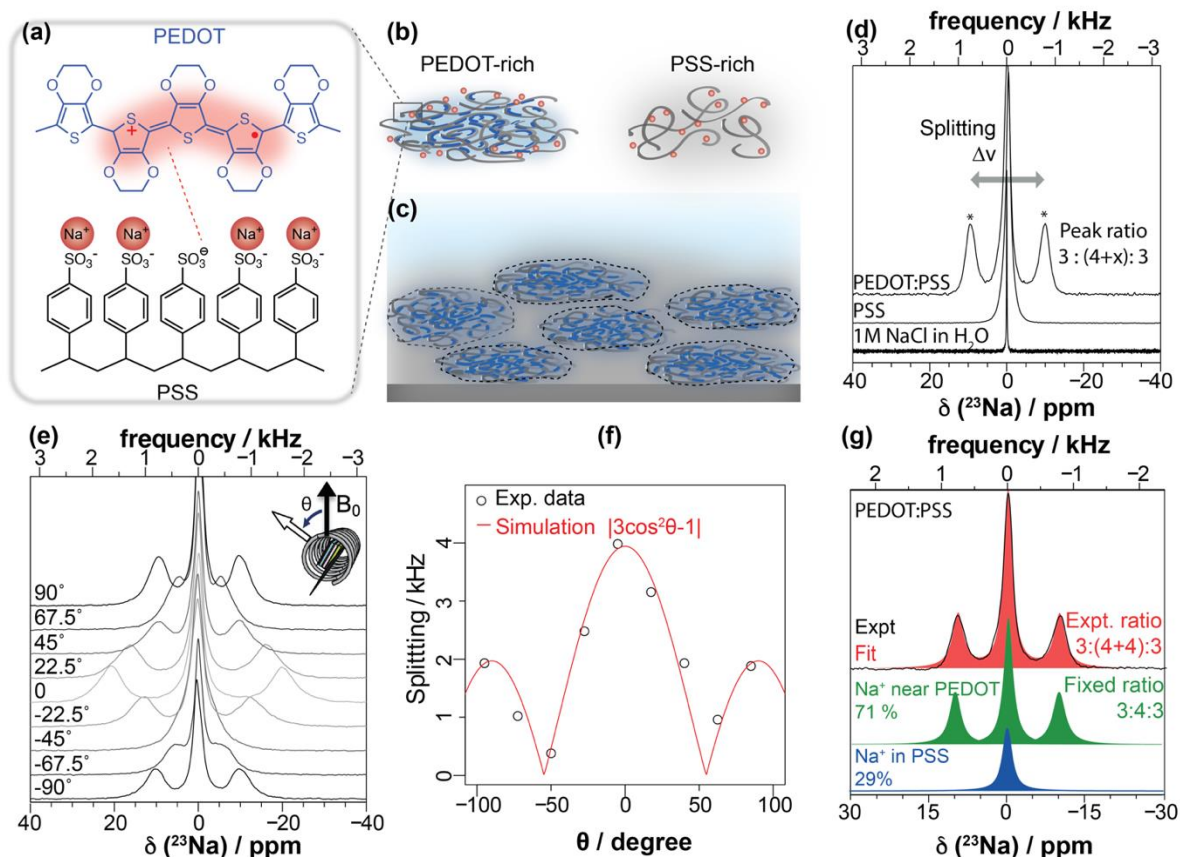 (a)
PEDOT
O O O O
S S S S S
+ •
O O O O O O
Na⁺ Na⁺ Na⁺ Na⁺
SO₃⁻ SO₃⁻ SO₃⊖ SO₃⁻ SO₃⁻
PSS
(b)
PEDOT-rich PSS-rich
(c)
(d)
frequency / kHz
3 2 1 0 −1 −2 −3
Splitting
Δv
* *
Peak ratio
3 : (4+x): 3
PEDOT:PSS
PSS
1M NaCl in H₂O
40 20 0 −20 −40
δ (²³Na) / ppm
(e)
frequency / kHz
3 2 1 0 -1 -2 -3
θ B₀
90˚
67.5˚
45˚
22.5˚
0
-22.5˚
-45˚
-67.5˚
-90˚
40 20 0 -20 -40
δ (²³Na) / ppm
(f)
Exp. data
Simulation |3cos²θ-1|
Splittting / kHz
4
3
2
1
0
−100 −50 0 50 100
θ / degree
(g)
frequency / kHz
2 1 0 -1 -2
PEDOT:PSS
Expt
Fit
Expt. ratio
3:(4+4):3
Na⁺ near PEDOT
71 %
Fixed ratio
3:4:3
Na⁺ in PSS
29%
30 15 0 -15 -30
δ (²³Na) / ppm